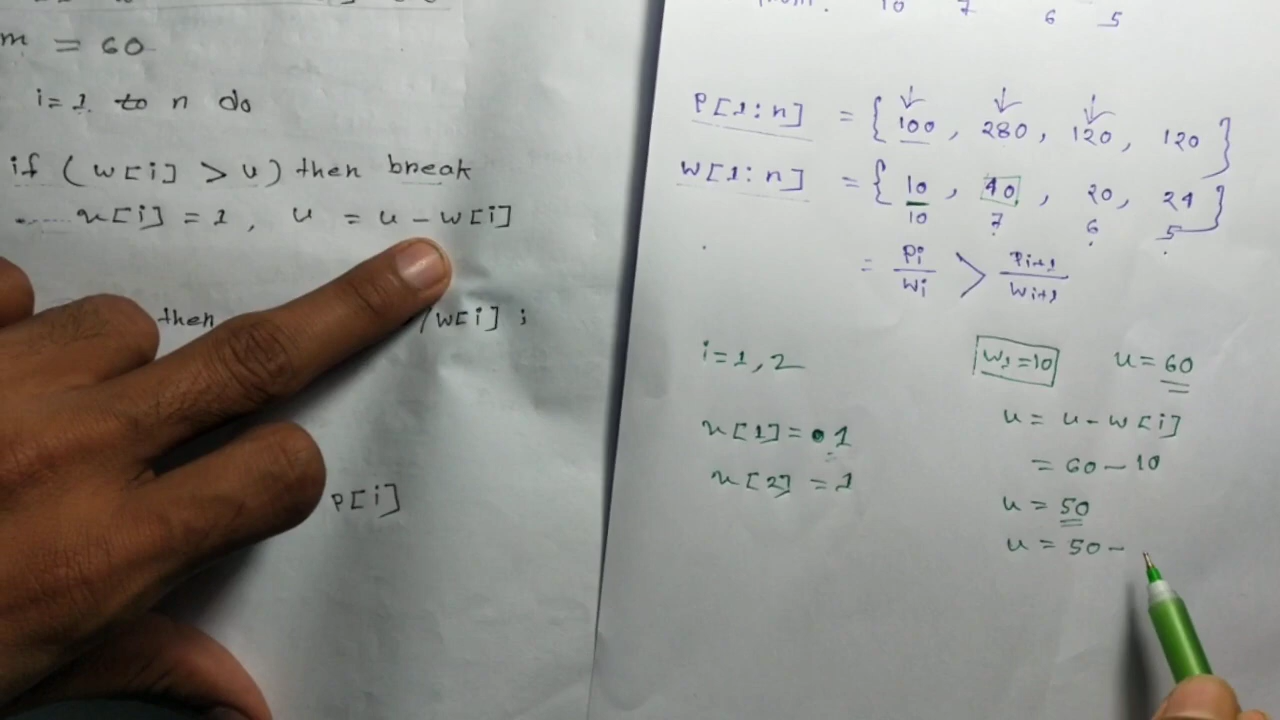 m = 60
i=1 to n do
if (w[i] > u) then break
x[i] = 1, u = u - w[i]
then /w[i] ;
P[i]
10 7 6 5
P[1:n] = { 100, 280, 120, 120 }
W[1:n] = { 10, 40, 20, 24 }
10 7 6 5
= Pi/Wi > Pi+1/Wi+1
i=1,2 W1=10 u=60
x[1]= 1 u = u - w[i]
= 60 - 10
x[2] = 1 u = 50
u = 50 -